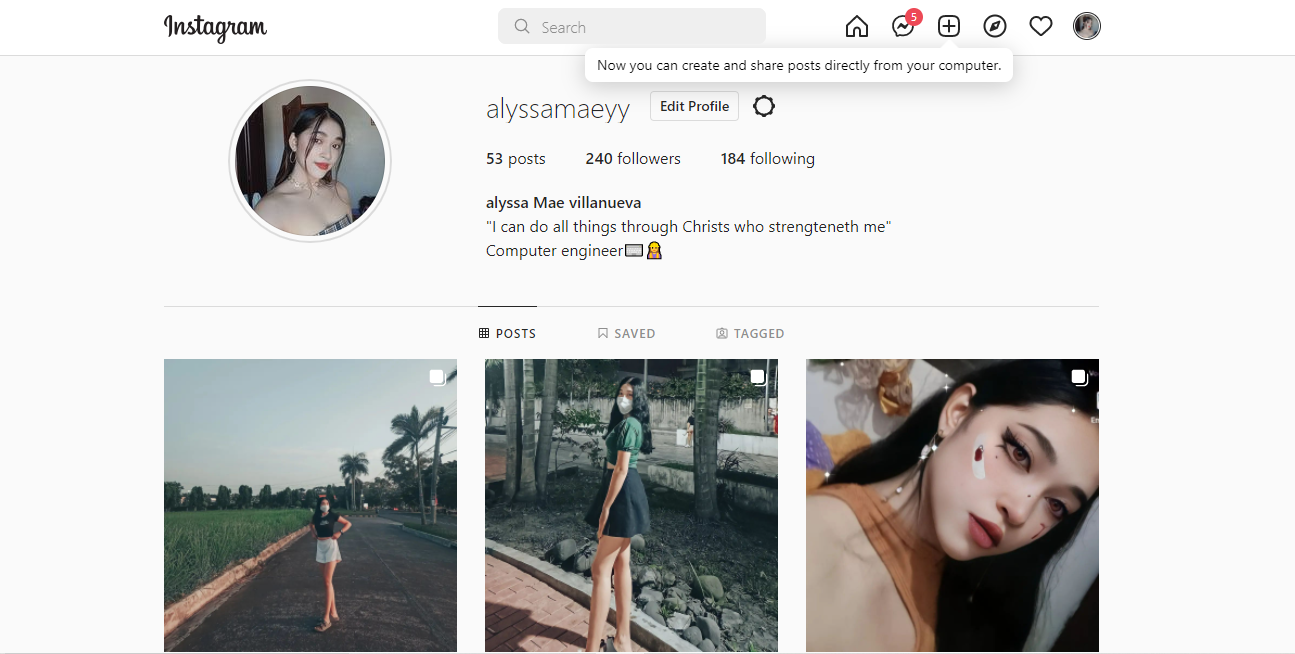 Instagram
Search
5
Now you can create and share posts directly from your computer.
alyssamaeyy
Edit Profile
53 posts 240 followers 184 following
alyssa Mae villanueva
"I can do all things through Christs who strengteneth me"
Computer engineer⌨️👷‍♀️
POSTS SAVED TAGGED